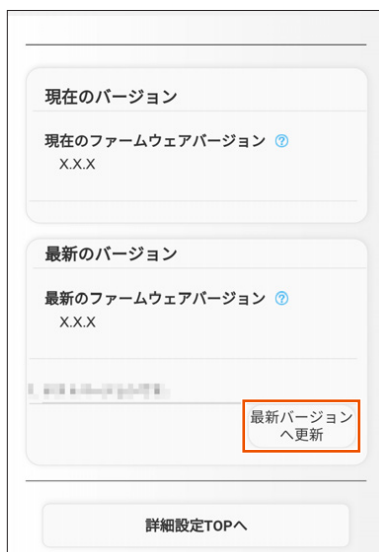 現在のバージョン
現在のファームウェアバージョン ?
X.X.X
最新のバージョン
最新のファームウェアバージョン ?
X.X.X
最新バージョン
へ更新
詳細設定TOPへ